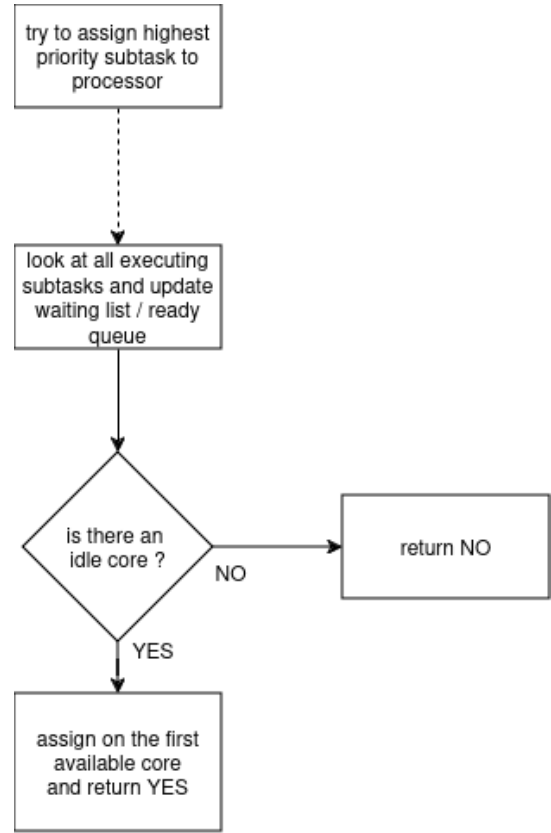 try to assign highest
priority subtask to
processor
look at all executing
subtasks and update
waiting list / ready
queue
is there an
idle core ?
NO
return NO
YES
assign on the first
available core
and return YES